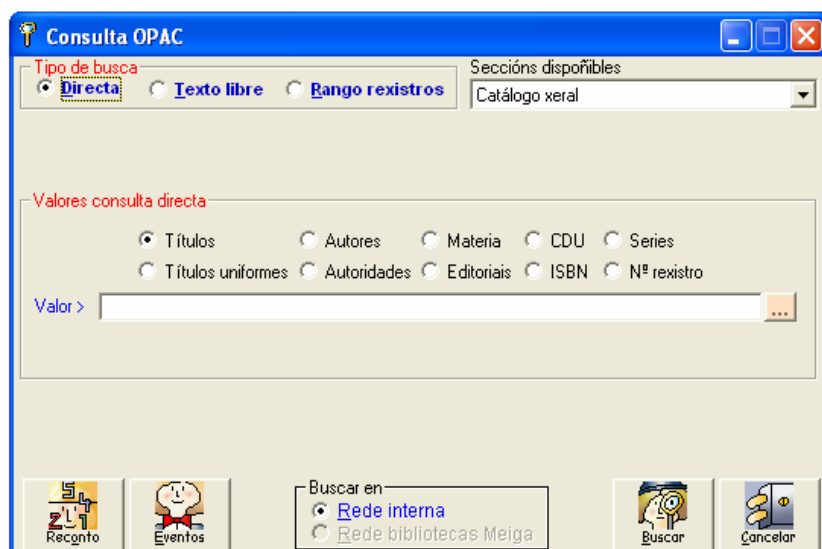 Consulta OPAC
Tipo de busca
Directa Texto libre Rango rexistros
Seccións dispoñibles
Catálogo xeral
Valores consulta directa
Títulos Autores Materia CDU Series
Títulos uniformes Autoridades Editoriais ISBN Nº rexistro
Valor > ...
Reconto
Eventos
Buscar en
Rede interna
Rede bibliotecas Meiga
Buscar
Cancelar